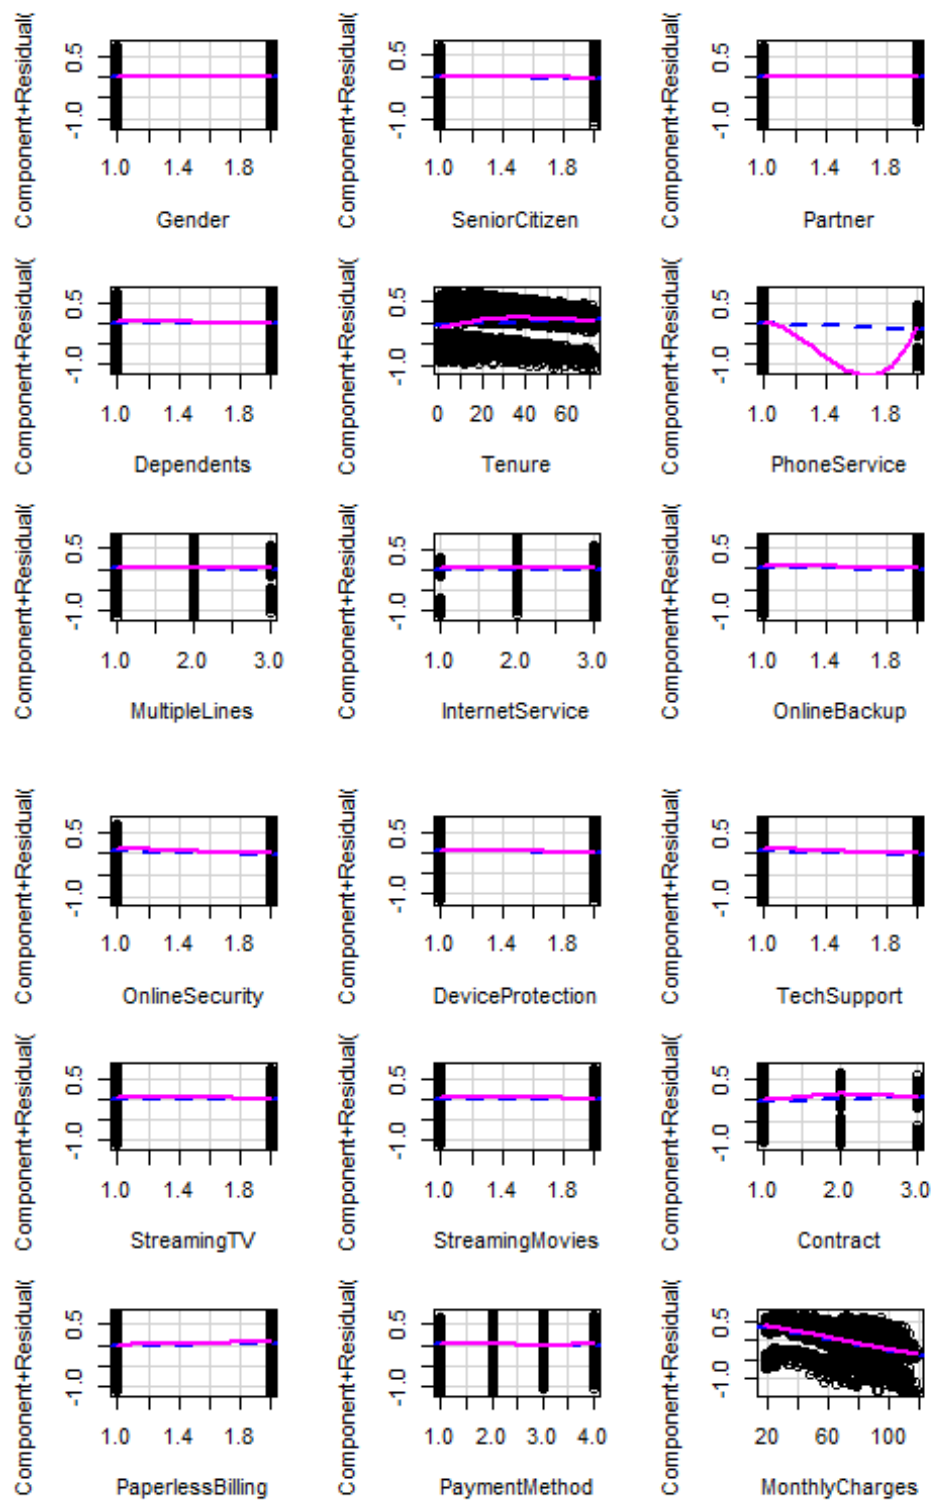 Component+Residual(
0.5
-1.0
1.0 1.4 1.8
Gender
Component+Residual(
0.5
-1.0
1.0 1.4 1.8
SeniorCitizen
Component+Residual(
0.5
-1.0
1.0 1.4 1.8
Partner
Component+Residual(
0.5
-1.0
1.0 1.4 1.8
Dependents
Component+Residual(
0.5
-1.0
0 20 40 60
Tenure
Component+Residual(
0.5
-1.0
1.0 1.4 1.8
PhoneService
Component+Residual(
0.5
-1.0
1.0 2.0 3.0
MultipleLines
Component+Residual(
0.5
-1.0
1.0 2.0 3.0
InternetService
Component+Residual(
0.5
-1.0
1.0 1.4 1.8
OnlineBackup
Component+Residual(
0.5
-1.0
1.0 1.4 1.8
OnlineSecurity
Component+Residual(
0.5
-1.0
1.0 1.4 1.8
DeviceProtection
Component+Residual(
0.5
-1.0
1.0 1.4 1.8
TechSupport
Component+Residual(
0.5
-1.0
1.0 1.4 1.8
StreamingTV
Component+Residual(
0.5
-1.0
1.0 1.4 1.8
StreamingMovies
Component+Residual(
0.5
-1.0
1.0 2.0 3.0
Contract
Component+Residual(
0.5
-1.0
1.0 1.4 1.8
PaperlessBilling
Component+Residual(
0.5
-1.0
1.0 2.0 3.0 4.0
PaymentMethod
Component+Residual(
0.5
-1.0
20 60 100
MonthlyCharges